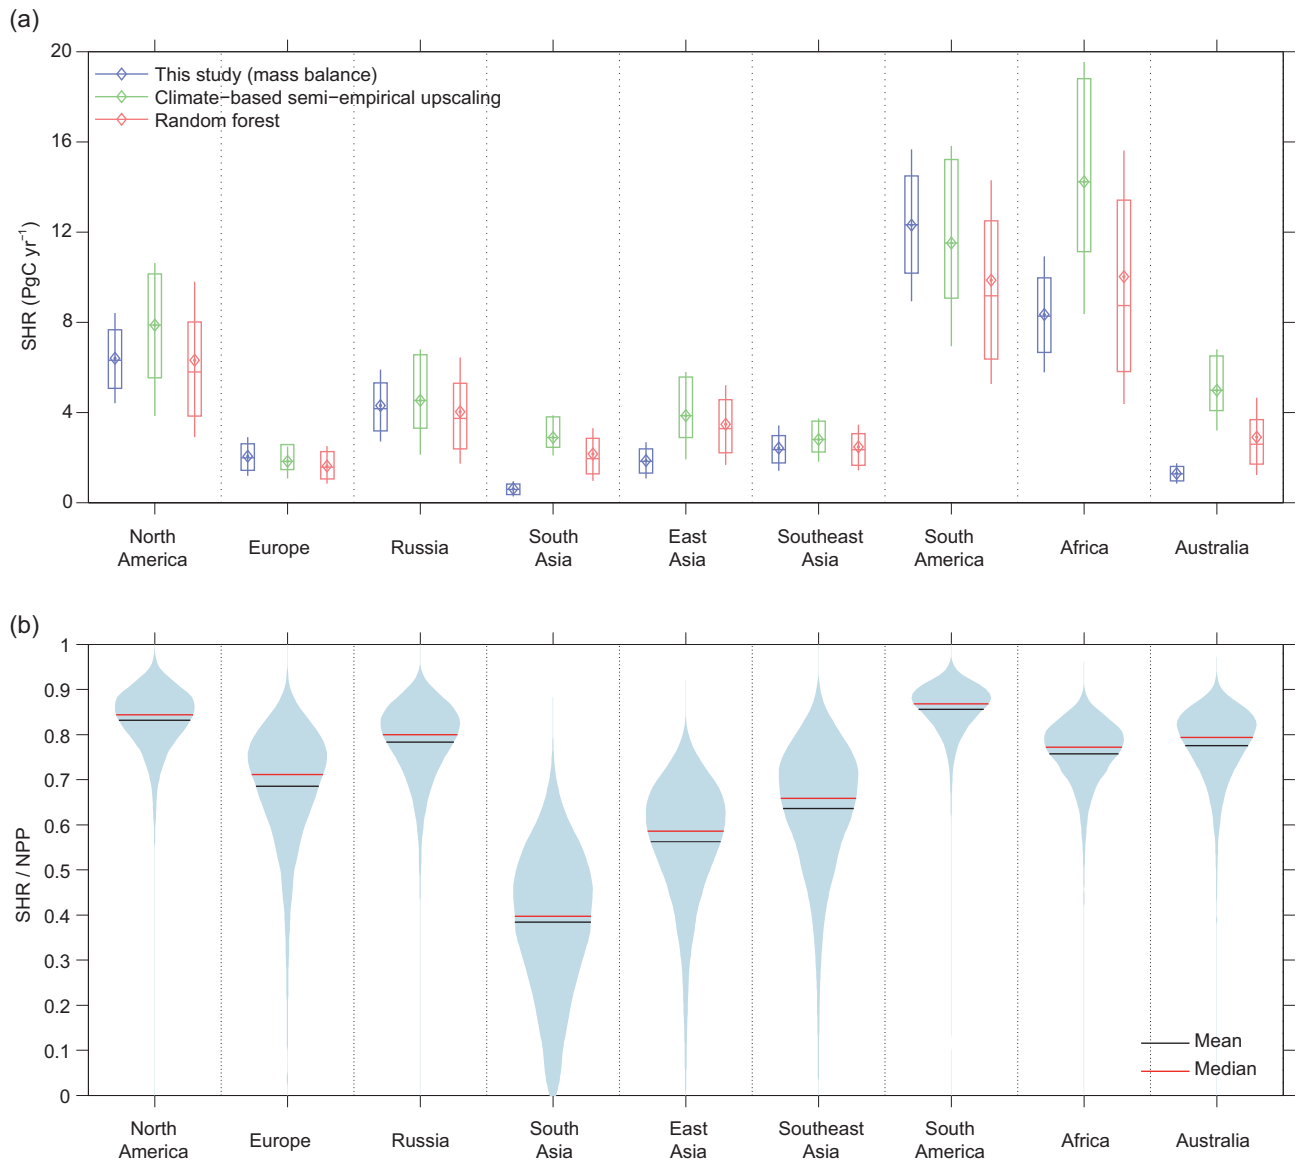 (a)
20
16
12
8
4
0
SHR (PgC yr⁻¹)
This study (mass balance)
Climate−based semi−empirical upscaling
Random forest
North
America
Europe
Russia
South
Asia
East
Asia
Southeast
Asia
South
America
Africa
Australia
(b)
1
0.9
0.8
0.7
0.6
0.5
0.4
0.3
0.2
0.1
0
SHR / NPP
Mean
Median
North
America
Europe
Russia
South
Asia
East
Asia
Southeast
Asia
South
America
Africa
Australia